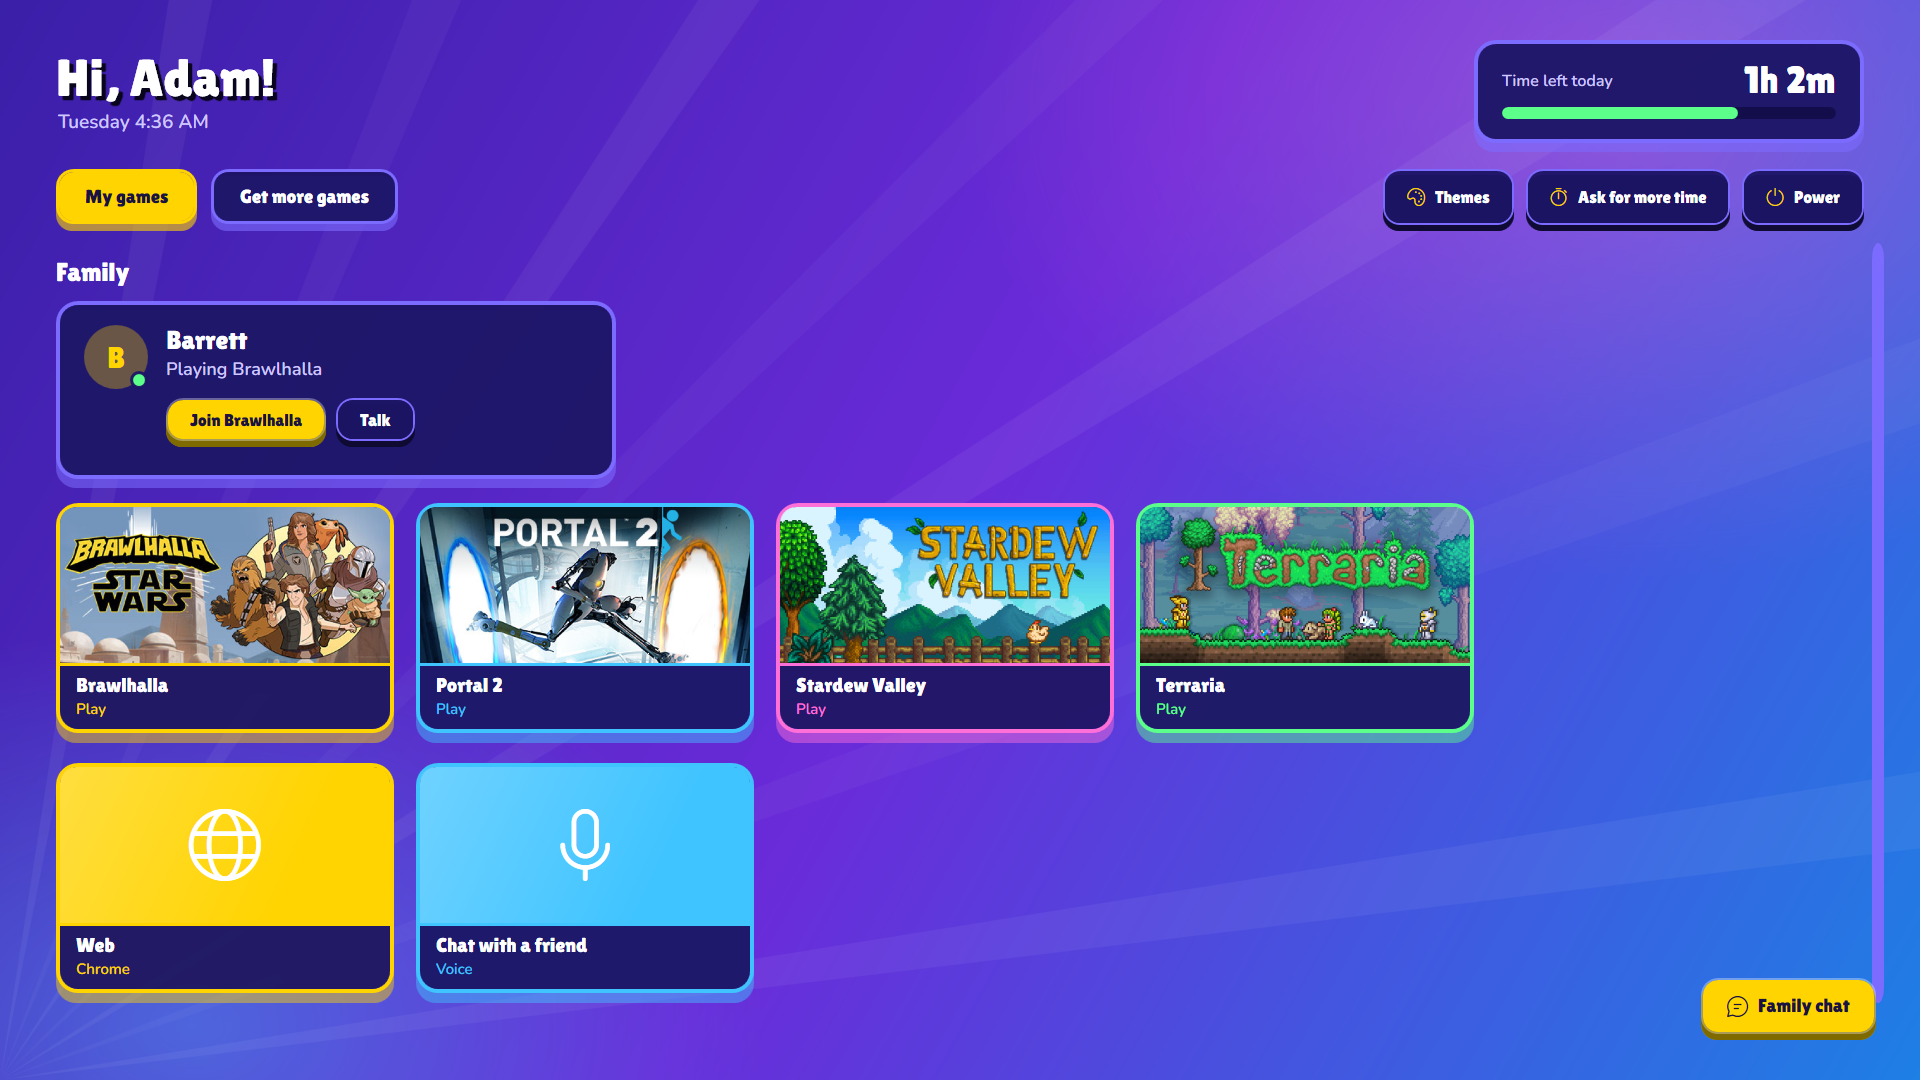 Hi, Adam!
Tuesday 4:36 AM
Time left today
1h 2m
My games
Get more games
Themes
Ask for more time
Power
Family
B
Barrett
Playing Brawlhalla
Join Brawlhalla
Talk
BRAWLHALLA
STAR
WARS
Brawlhalla
Play
PORTAL 2
Portal 2
Play
STARDEW
VALLEY
Stardew Valley
Play
Terraria
Terraria
Play
Web
Chrome
Chat with a friend
Voice
Family chat